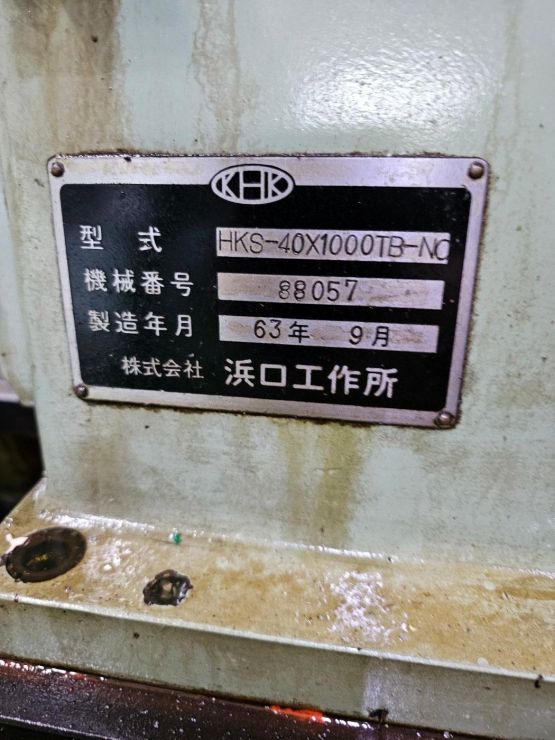 KHK
型式 HKS-40X1000TB-NC
機械番号 88057
製造年月 63年 9月
株式会社 浜口工作所